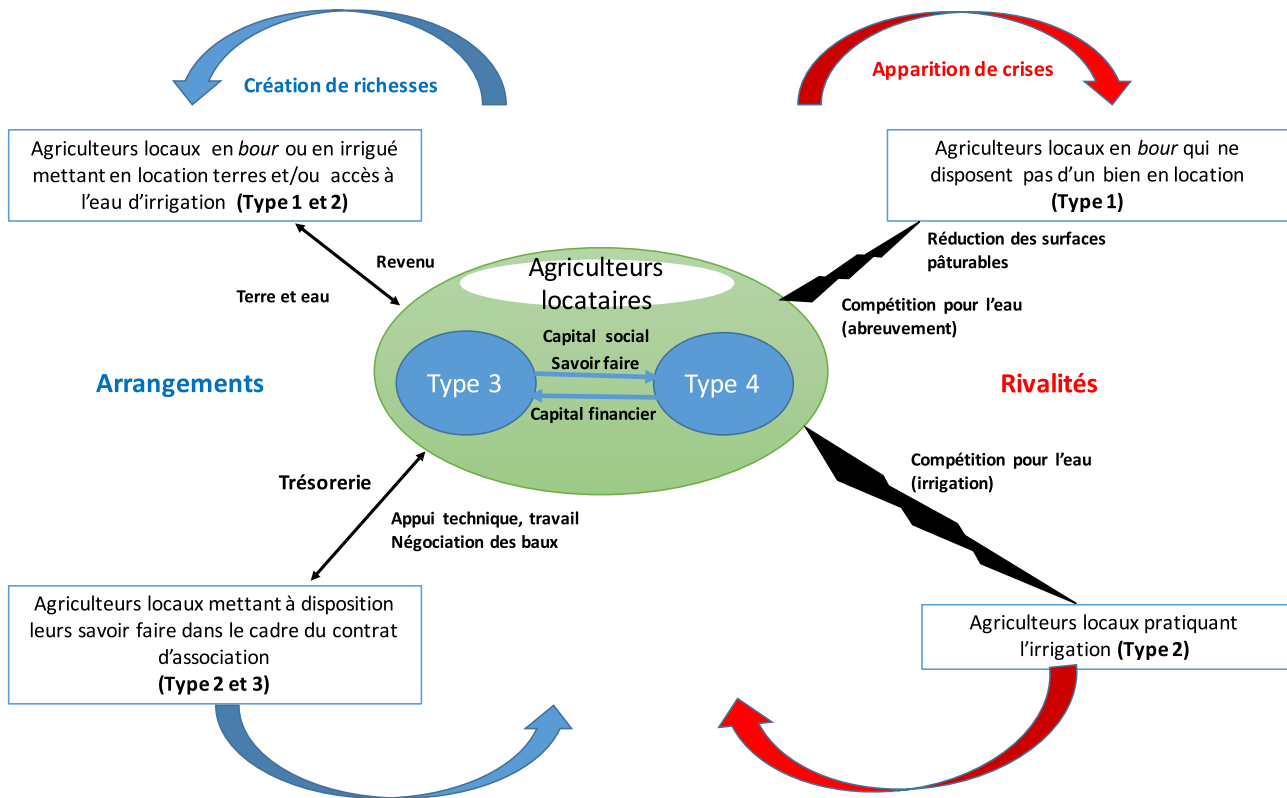 Création de richesses
Apparition de crises
Agriculteurs locaux en bour ou en irrigué
mettant en location terres et/ou accès à
l’eau d’irrigation (Type 1 et 2)
Agriculteurs locaux en bour qui ne
disposent pas d’un bien en location
(Type 1)
Revenu
Terre et eau
Agriculteurs
locataires
Réduction des surfaces
pâturables
Compétition pour l’eau
(abreuvement)
Capital social
Savoir faire
Type 3
Type 4
Capital financier
Arrangements
Rivalités
Trésorerie
Appui technique, travail
Négociation des baux
Compétition pour l’eau
(irrigation)
Agriculteurs locaux mettant à disposition
leurs savoir faire dans le cadre du contrat
d’association
(Type 2 et 3)
Agriculteurs locaux pratiquant
l’irrigation (Type 2)